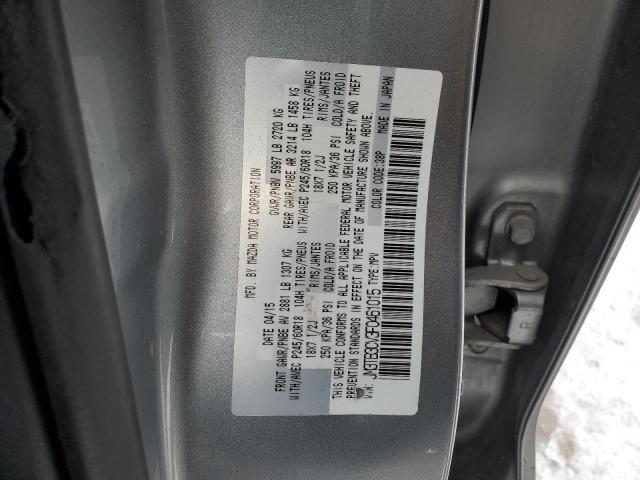 MFD. BY MAZDA MOTOR CORPORATION
DATE 04/15
GVWR/PNBV 5997 LB 2720 KG
FRONT GAWR/PNBE AV 2881 LB 1307 KG
REAR GAWR/PNBE AR 3214 LB 1458 KG
WITH/AVEC P245/60R18 104H TIRES/PNEUS
WITH/AVEC P245/60R18 104H TIRES/PNEUS
18X7 1/2J RIMS/JANTES
18X7 1/2J RIMS/JANTES
250 KPA/36 PSI COLD/A FROID
250 KPA/36 PSI COLD/A FROID
THIS VEHICLE CONFORMS TO ALL APPLICABLE FEDERAL MOTOR VEHICLE SAFETY AND THEFT
PREVENTION STANDARDS IN EFFECT ON THE DATE OF MANUFACTURE SHOWN ABOVE.
VIN: JM3TB3CVXF0461015 TYPE:MPV
COLOR CODE:38P MADE IN JAPAN
R